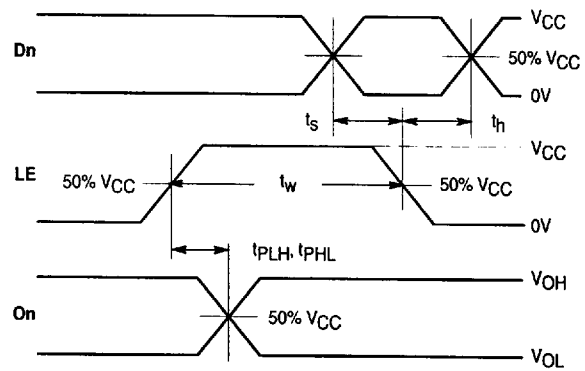 VCC
Dn
50% VCC
0V
ts
th
VCC
LE
50% VCC
tw
50% VCC
0V
tPLH, tPHL
VOH
On
50% VCC
VOL